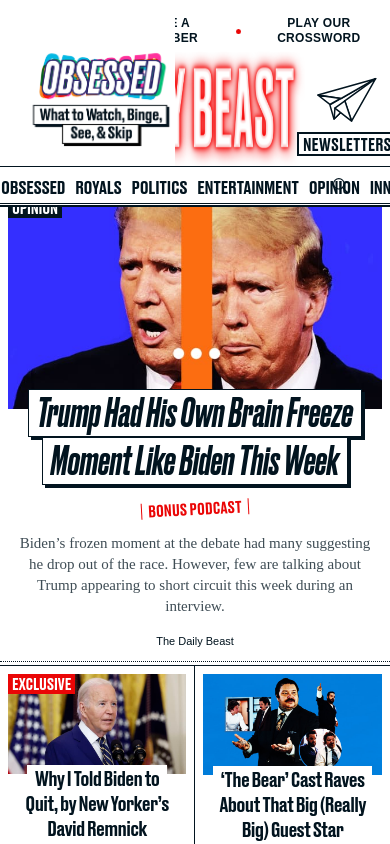 E A
BER
PLAY OUR
CROSSWORD
OBSESSED
What to Watch, Binge,
See, & Skip
Y BEAST
NEWSLETTERS
OBSESSED ROYALS POLITICS ENTERTAINMENT OPINION INN
OPINION
Trump Had His Own Brain Freeze
Moment Like Biden This Week
BONUS PODCAST
Biden’s frozen moment at the debate had many suggesting
he drop out of the race. However, few are talking about
Trump appearing to short circuit this week during an
interview.
The Daily Beast
EXCLUSIVE
Why I Told Biden to
Quit, by New Yorker’s
David Remnick
‘The Bear’ Cast Raves
About That Big (Really
Big) Guest Star